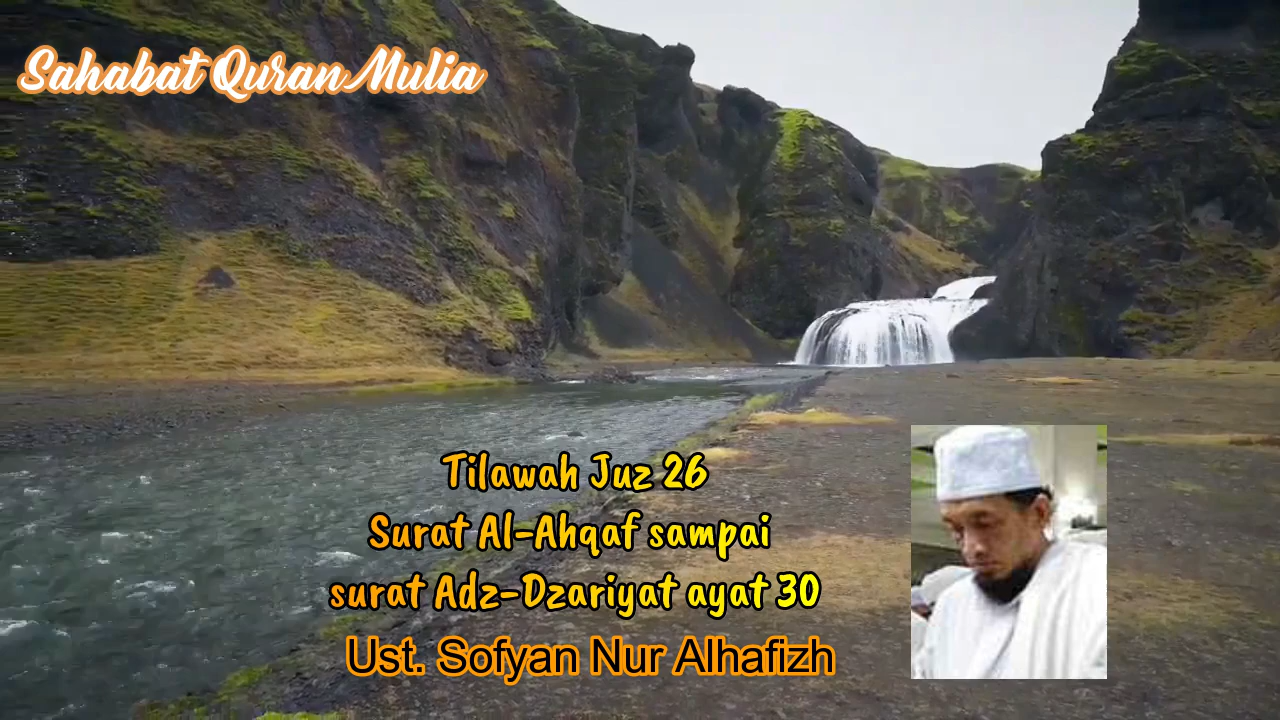 Sahabat Quran Mulia
Tilawah Juz 26
Surat Al-Ahqaf sampai
surat Adz-Dzariyat ayat 30
Ust. Sofyan Nur Alhafizh